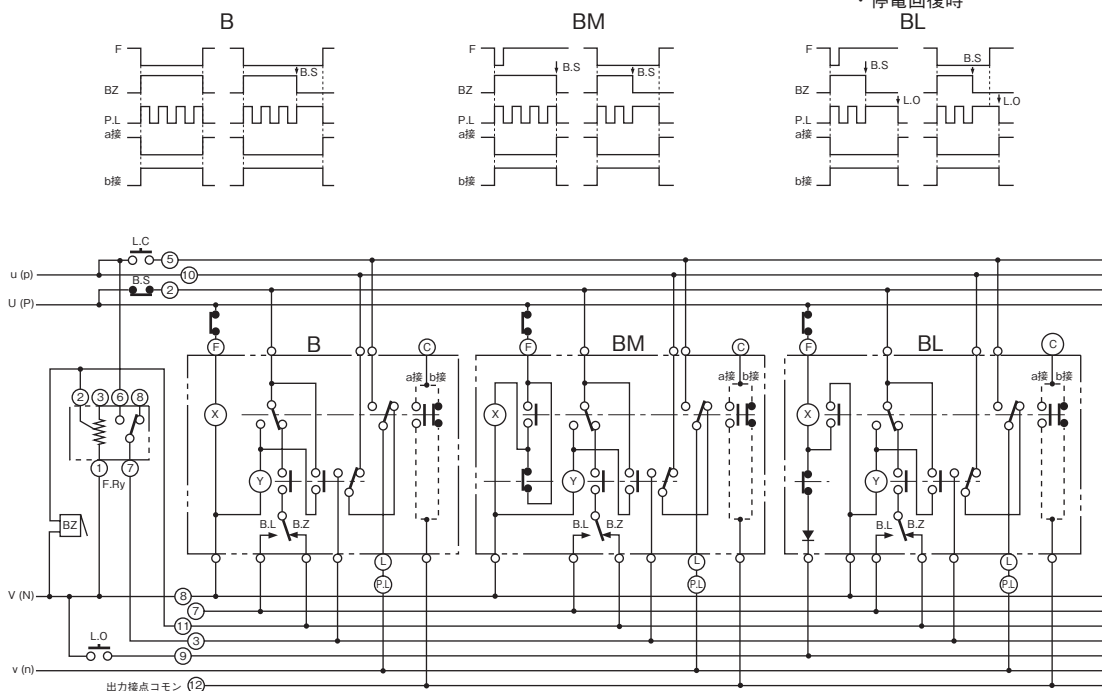 ・停電回復時
B
BM
BL
F
BZ
P.L
a接
b接
B.S
F
BZ
P.L
a接
b接
B.S
B.S
F
BZ
P.L
a接
b接
B.S
L.O
B.S
L.O
L.C
5
u (p)
10
B.S
2
U (P)
F
B
C
F
BM
C
F
BL
C
a接 b接
a接 b接
a接 b接
2 3 6 8
X
X
X
1 7
F.Ry
Y
Y
Y
BZ
B.L B.Z
B.L B.Z
B.L B.Z
L
L
L
P.L
P.L
P.L
V (N)
8
7
11
L.O
3
9
v (n)
出力接点コモン 12